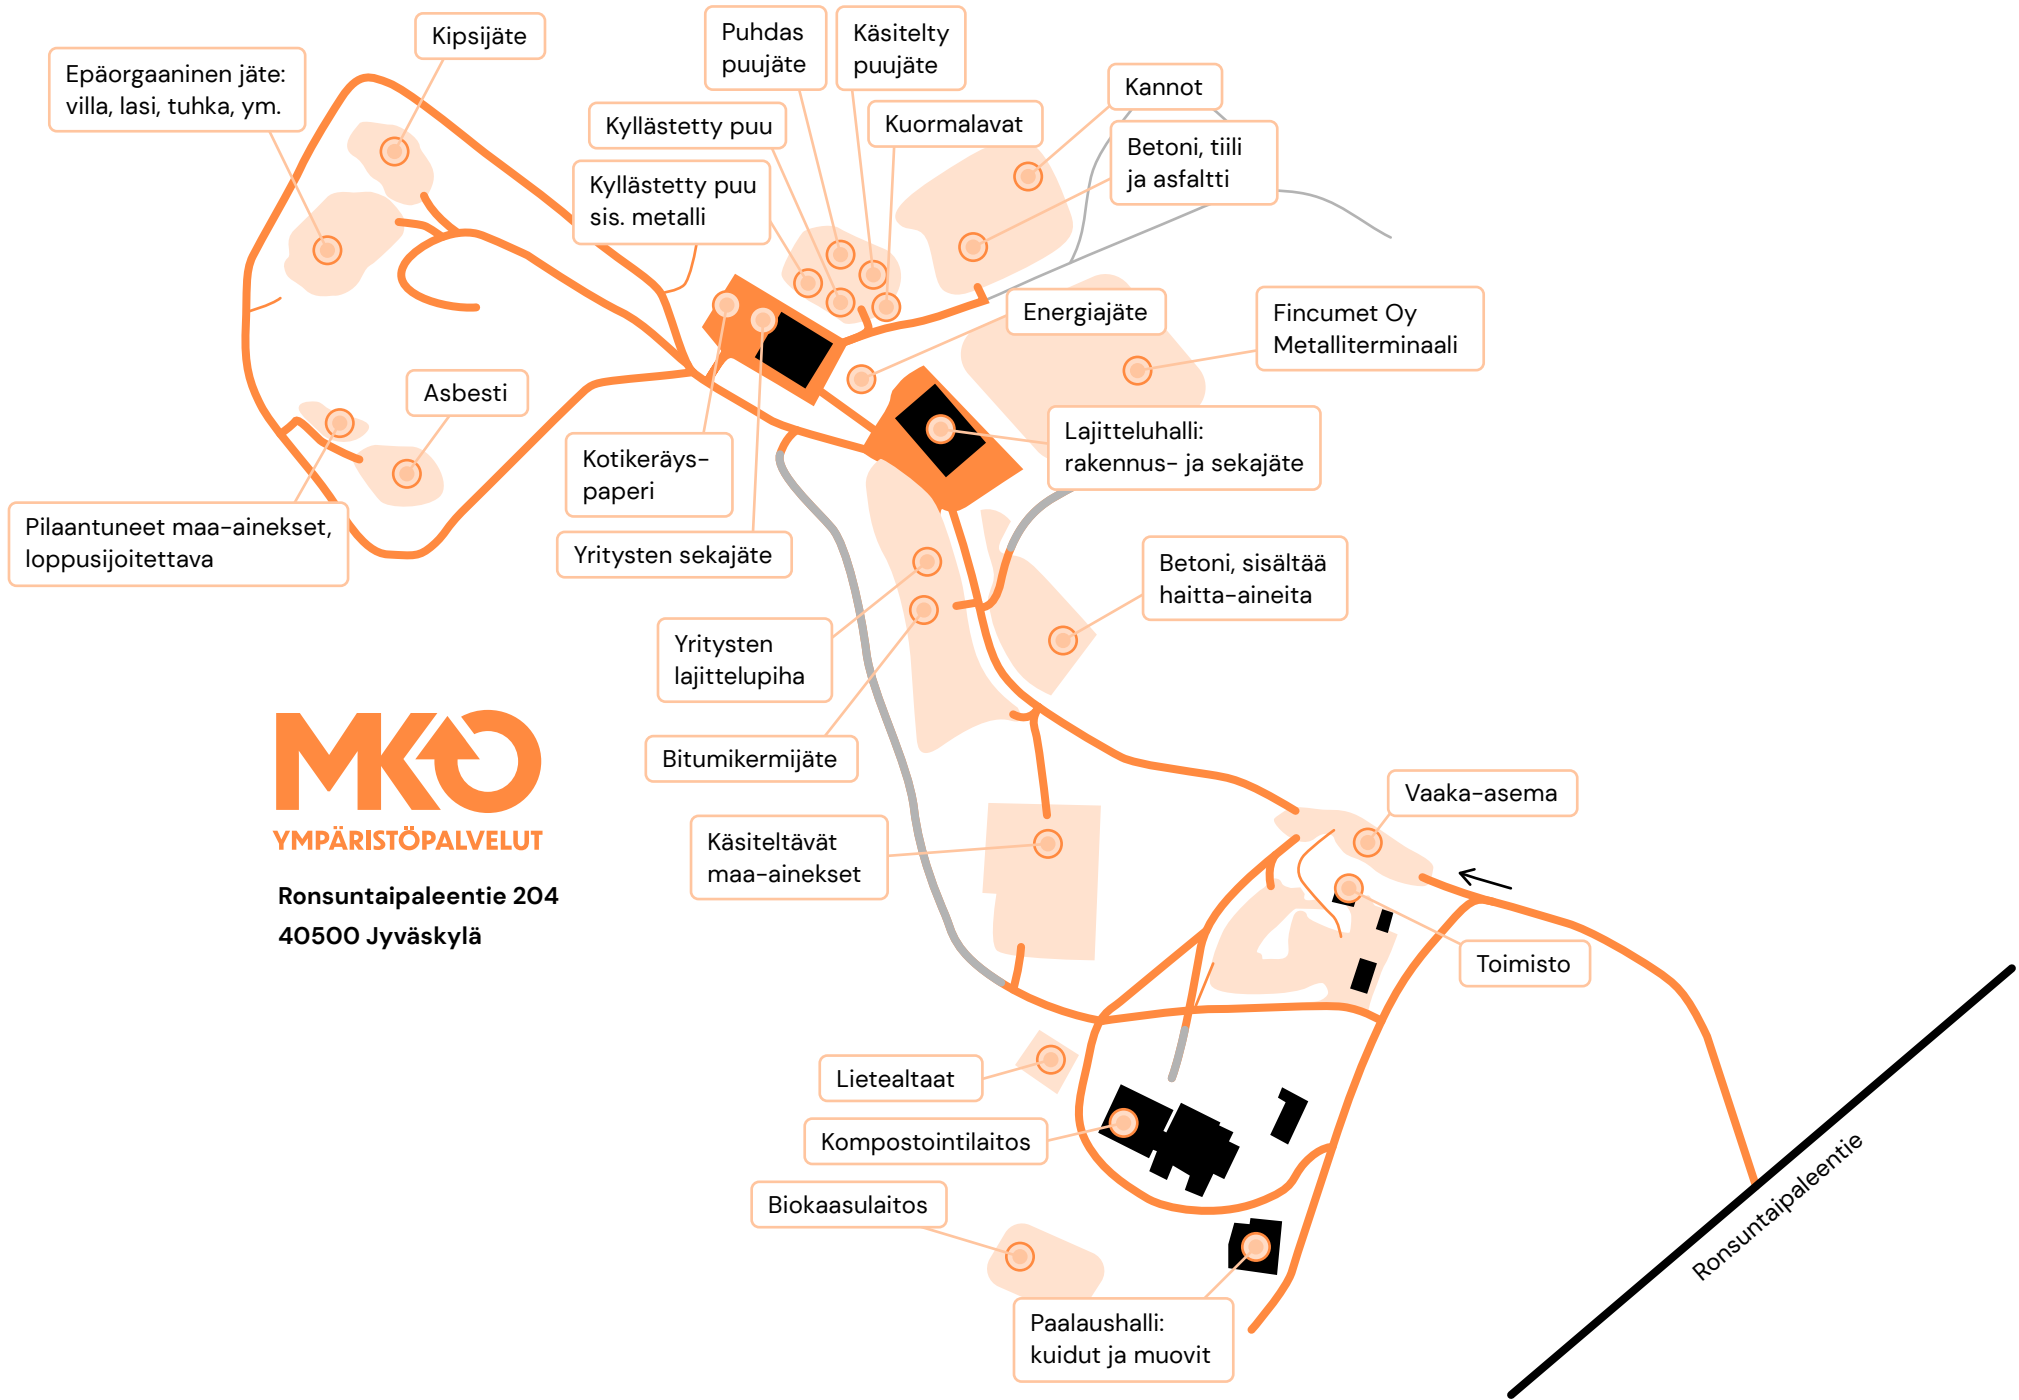 Kipsijäte
Epäorgaaninen jäte:
villa, lasi, tuhka, ym.
Puhdas
puujäte
Käsitelty
puujäte
Kannot
Kyllästetty puu
Kuormalavat
Betoni, tiili
ja asfaltti
Kyllästetty puu
sis. metalli
Energiajäte
Fincumet Oy
Metalliterminaali
Asbesti
Kotikeräys-
paperi
Lajitteluhalli:
rakennus- ja sekajäte
Pilaantuneet maa-ainekset,
loppusijoitettava
Yritysten sekajäte
Betoni, sisältää
haitta-aineita
Yritysten
lajittelupiha
Bitumikermijäte
MKO
YMPÄRISTÖPALVELUT
Ronsuntaipaleentie 204
40500 Jyväskylä
Vaaka-asema
Käsiteltävät
maa-ainekset
Toimisto
Lietealtaat
Kompostointilaitos
Biokaasulaitos
Ronsuntaipaleentie
Paalaushalli:
kuidut ja muovit